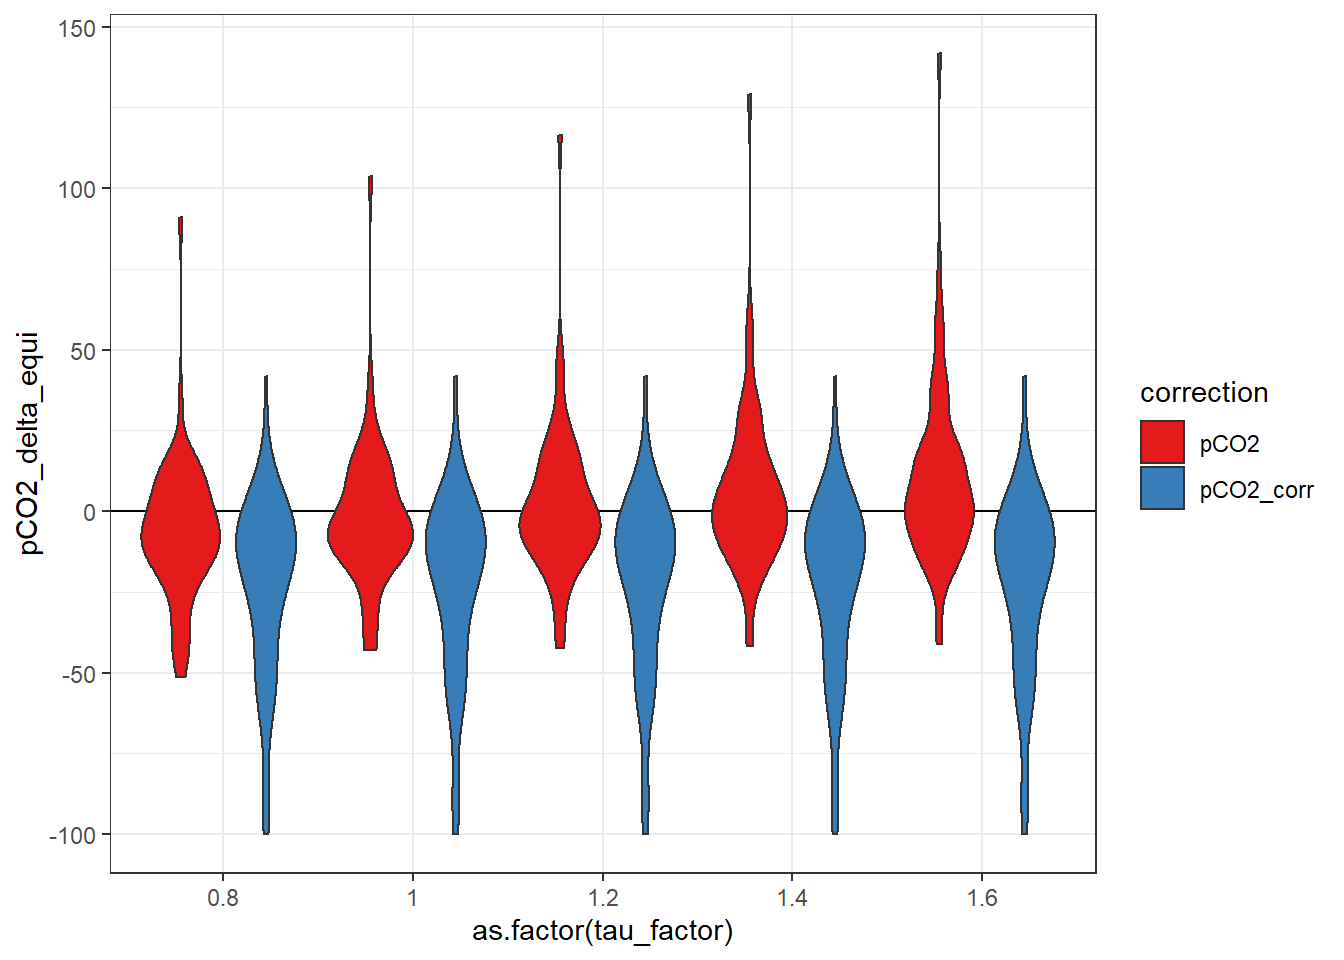 150
100
50
0
-50
-100
pCO2_delta_equi
0.8
1
1.2
1.4
1.6
as.factor(tau_factor)
correction
pCO2
pCO2_corr